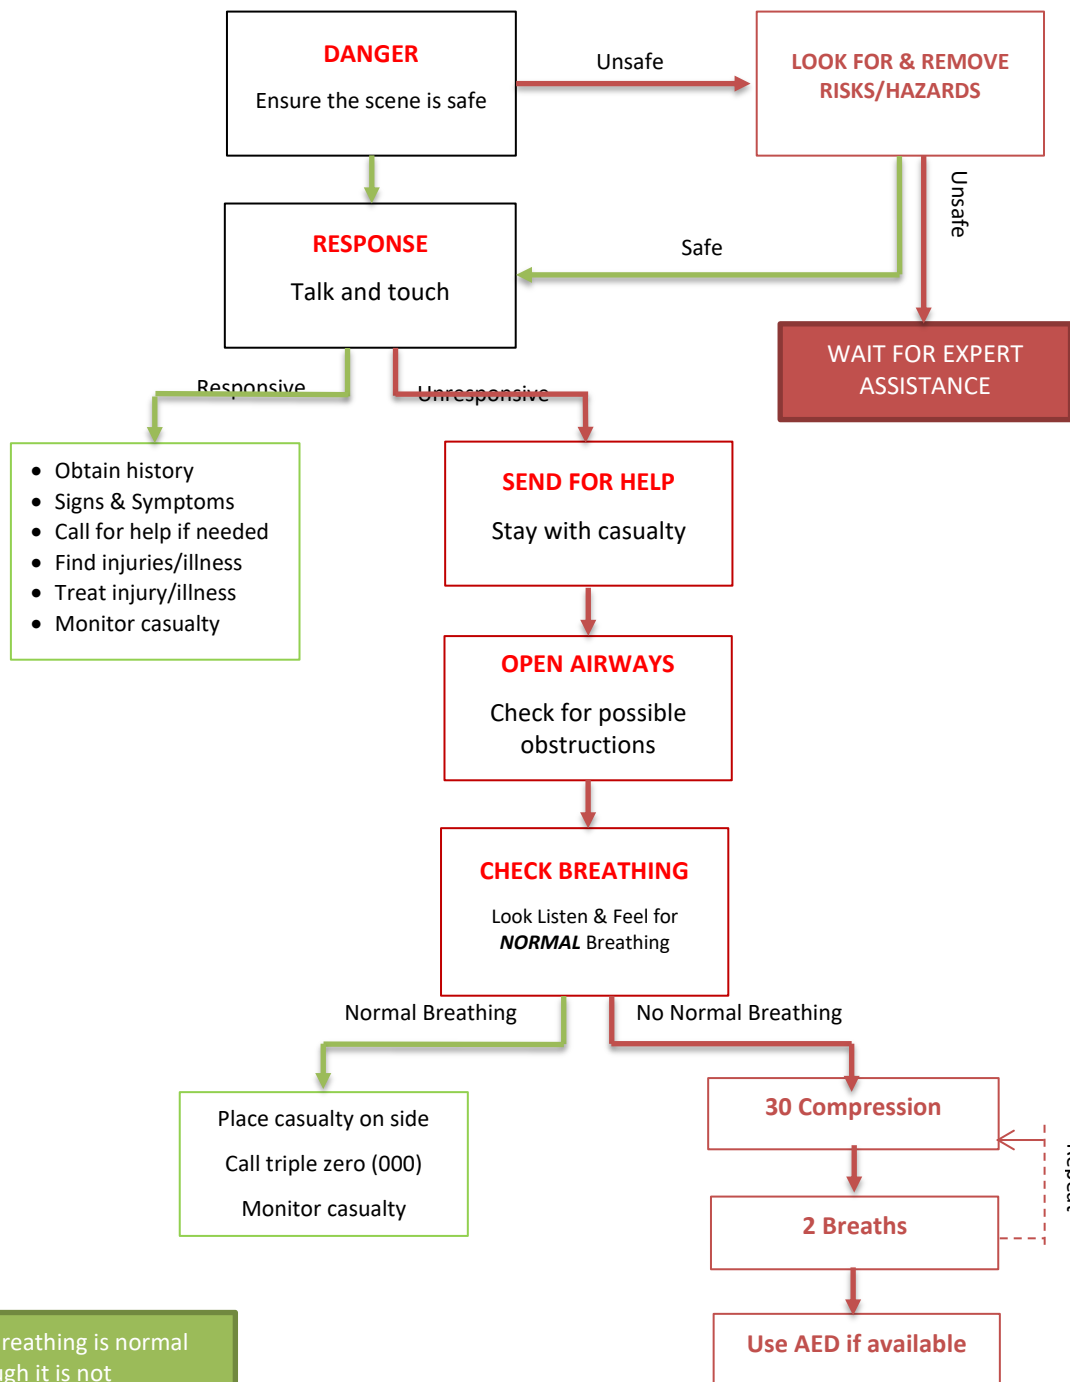 DANGER
Ensure the scene is safe
Unsafe
LOOK FOR & REMOVE
RISKS/HAZARDS
Unsafe
RESPONSE
Talk and touch
Safe
WAIT FOR EXPERT
ASSISTANCE
Responsive
Unresponsive
• Obtain history
• Signs & Symptoms
• Call for help if needed
• Find injuries/illness
• Treat injury/illness
• Monitor casualty
SEND FOR HELP
Stay with casualty
OPEN AIRWAYS
Check for possible
obstructions
CHECK BREATHING
Look Listen & Feel for
NORMAL Breathing
Normal Breathing
No Normal Breathing
Place casualty on side
Call triple zero (000)
Monitor casualty
30 Compression
Repeat
2 Breaths
Use AED if available
is normal
it is not